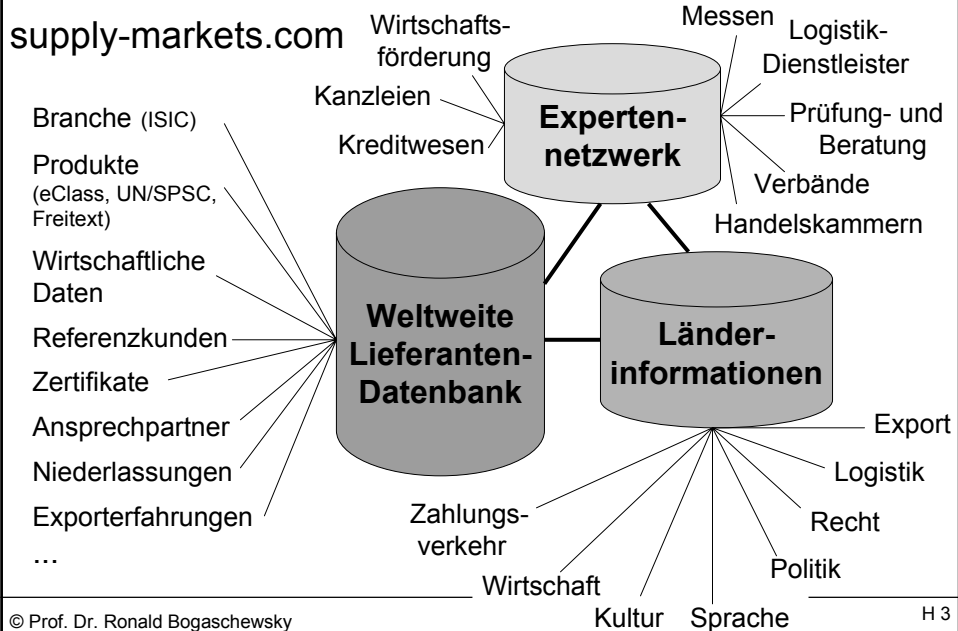 supply-markets.com
Wirtschafts-
förderung
Kanzleien
Kreditwesen
Experten-
netzwerk
Messen
Logistik-
Dienstleister
Prüfung- und
Beratung
Verbände
Handelskammern
Branche (ISIC)
Produkte
(eClass, UN/SPSC,
Freitext)
Wirtschaftliche
Daten
Referenzkunden
Zertifikate
Ansprechpartner
Niederlassungen
Exporterfahrungen
...
Weltweite
Lieferanten-
Datenbank
Länder-
informationen
Export
Logistik
Recht
Politik
Sprache
Kultur
Wirtschaft
Zahlungs-
verkehr
© Prof. Dr. Ronald Bogaschewsky
H 3